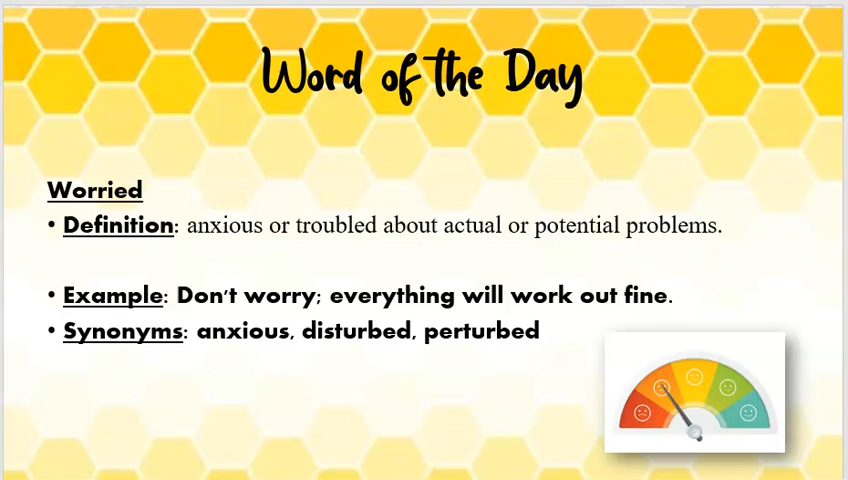 Word of the Day
Worried
• Definition: anxious or troubled about actual or potential problems.
• Example: Don't worry; everything will work out fine.
• Synonyms: anxious, disturbed, perturbed